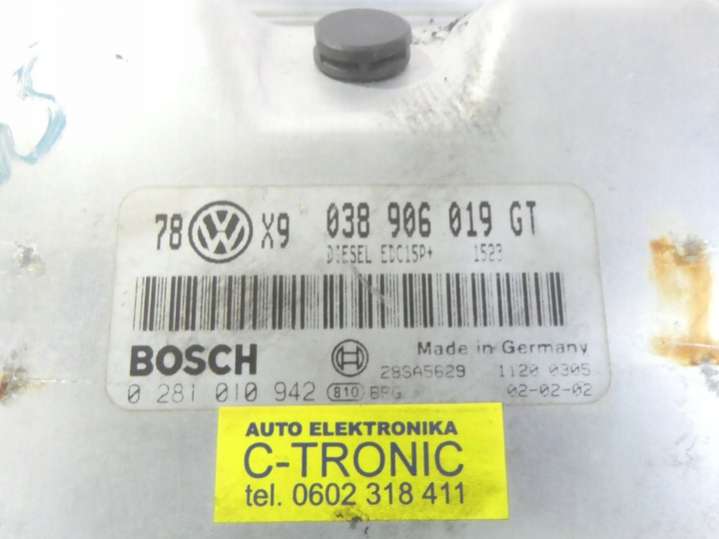 78 VW X9 038 906 019 GT
DIESEL EDC15P+ 1523
BOSCH
Made in Germany
28SA5629 1120 0305
0 281 010 942 810 BPG 02-02-02
AUTO ELEKTRONIKA
C-TRONIC
tel. 0602 318 411